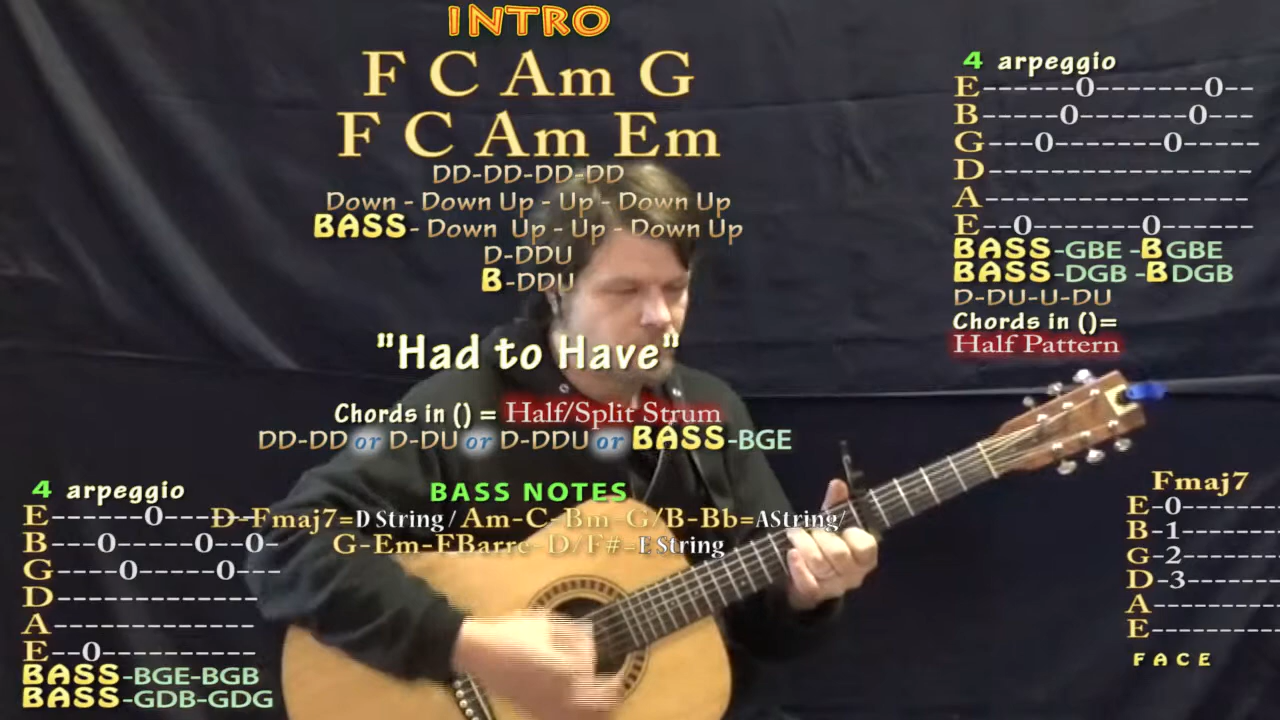 INTRO
F C Am G
F C Am Em
DD-DD-DD-DD
Down - Down Up - Up - Down Up
BASS- Down Up - Up - Down Up
D-DDU
B-DDU
"Had to Have"
Chords in () = Half/Split Strum
DD-DD or D-DU or D-DDU or BASS-BGE
BASS NOTES
D-Fmaj7=D String/Am-C-Bm-G/B-Bb=AString/
G-Em-EBarre-D/F#=E String
4 arpeggio
E-------0-------0--
B------0-------0---
G---0-------0-----
D----------------
A----------------
E--0-------0------
BASS-GBE -BGBE
BASS-DGB -BDGB
D-DU-U-DU
Chords in ()=
Half Pattern
4 arpeggio
E------0------
B---0-----0--0-
G----0-----0---
D------------
A------------
E--0----------
BASS-BGE-BGB
BASS-GDB-GDG
Fmaj7
E-0------
B-1------
G-2------
D-3------
A--------
E--------
FACE